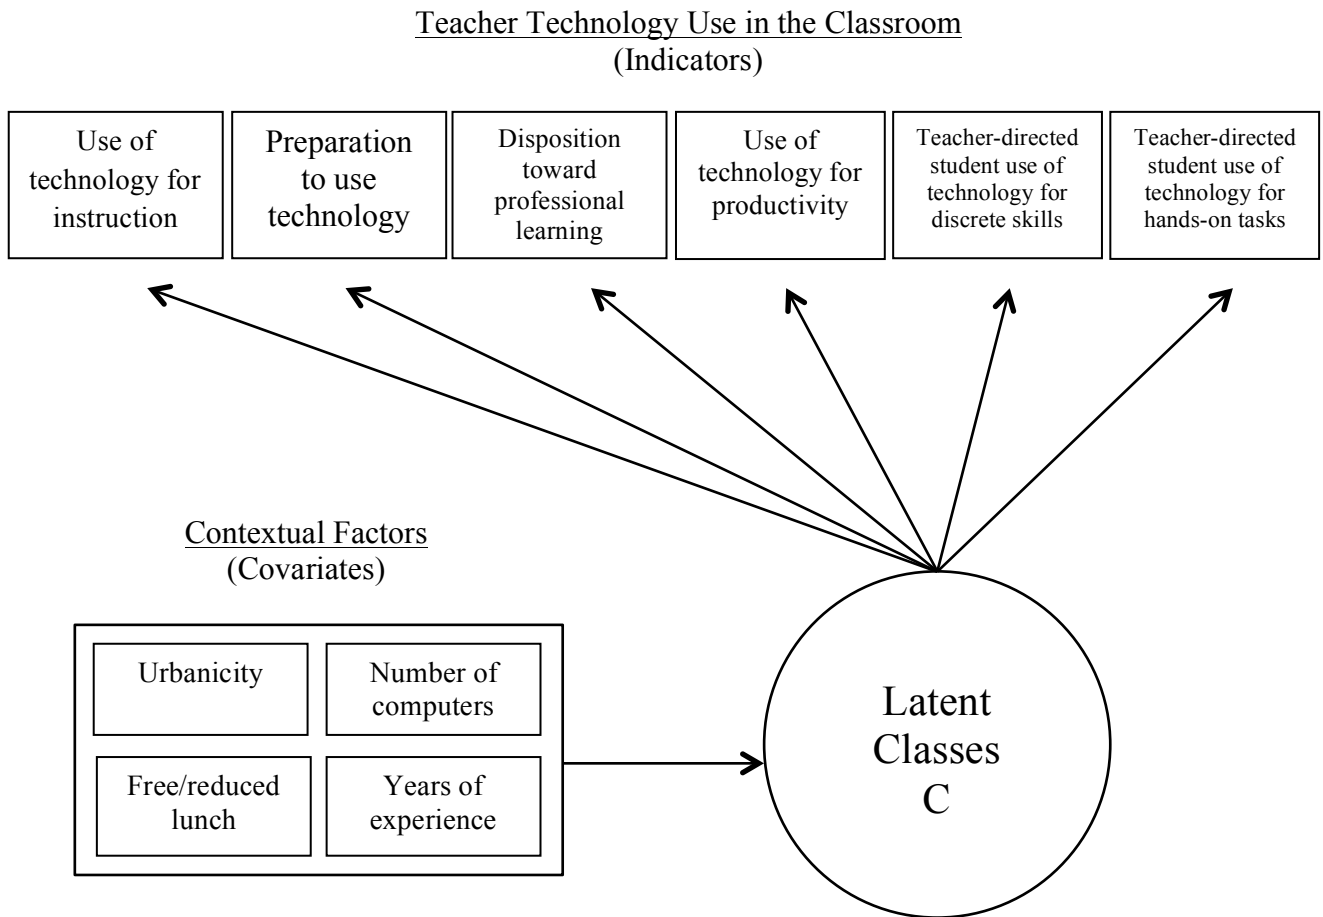 Teacher Technology Use in the Classroom
(Indicators)
Use of
technology for
instruction
Preparation
to use
technology
Disposition
toward
professional
learning
Use of
technology for
productivity
Teacher-directed
student use of
technology for
discrete skills
Teacher-directed
student use of
technology for
hands-on tasks
Contextual Factors
(Covariates)
Urbanicity
Number of
computers
Free/reduced
lunch
Years of
experience
Latent
Classes
C